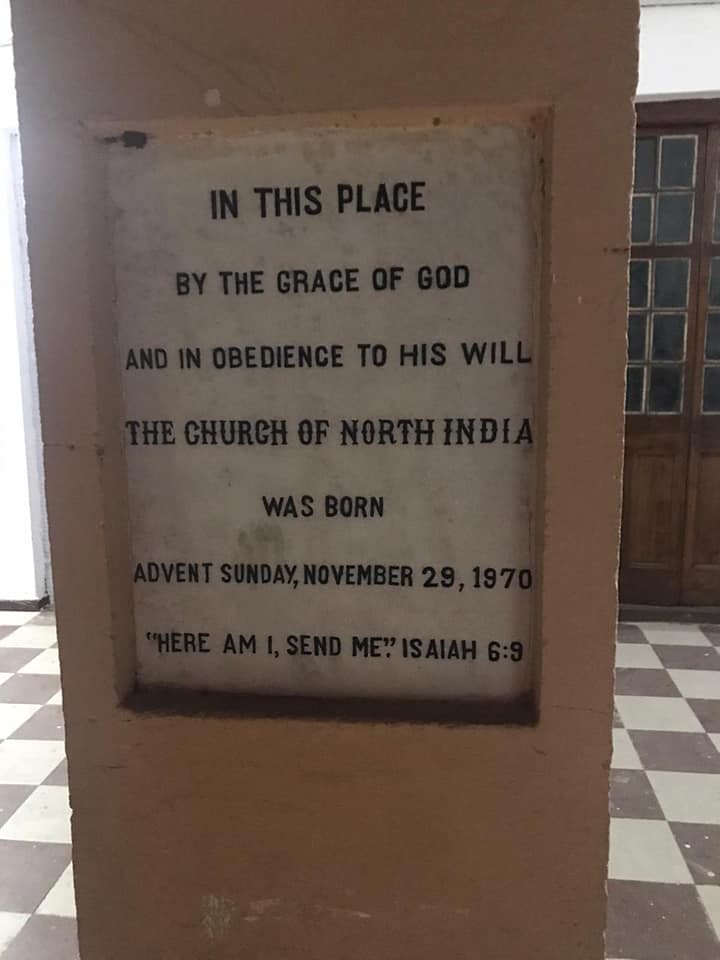 IN THIS PLACE
BY THE GRACE OF GOD
AND IN OBEDIENCE TO HIS WILL
THE CHURCH OF NORTH INDIA
WAS BORN
ADVENT SUNDAY, NOVEMBER 29, 1970
"HERE AM I, SEND ME". ISAIAH 6:9